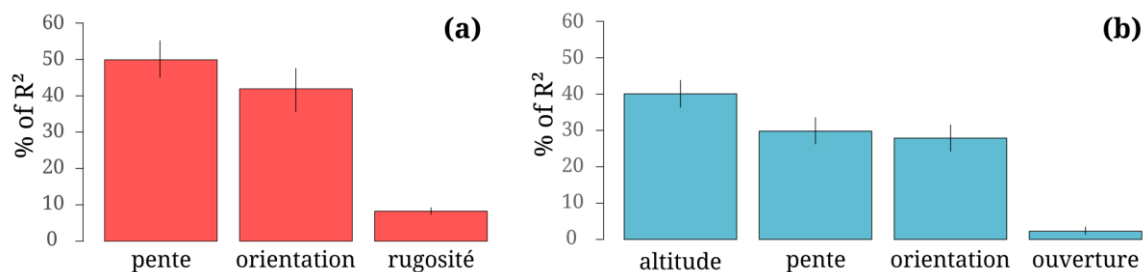 (a)
% of R²
60
50
40
30
20
10
0
pente orientation rugosité
(b)
% of R²
60
50
40
30
20
10
0
altitude pente orientation ouverture